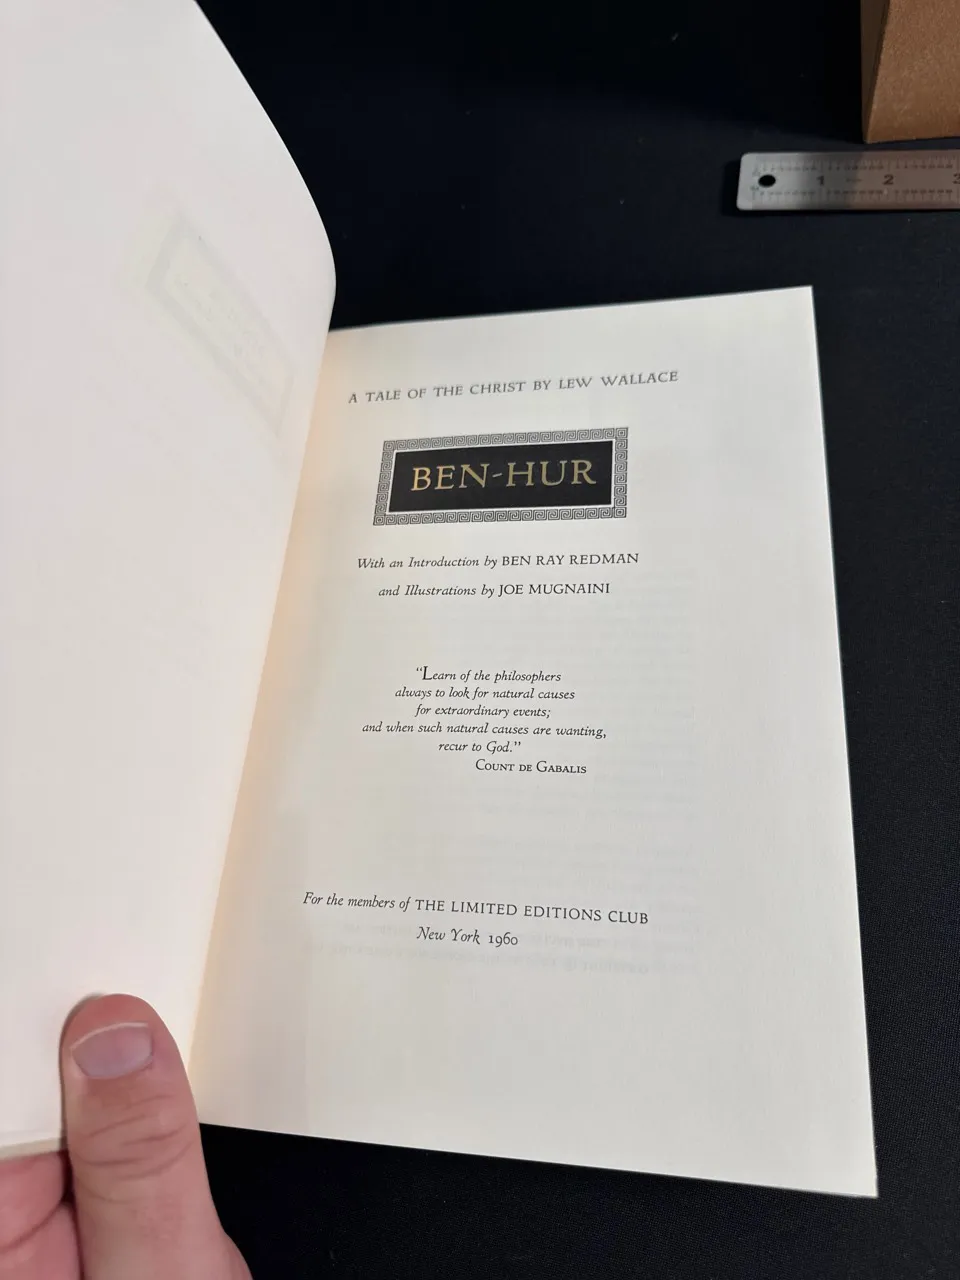 A TALE OF THE CHRIST BY LEW WALLACE
BEN-HUR
With an Introduction by BEN RAY REDMAN
and Illustrations by JOE MUGNAINI
“Learn of the philosophers
always to look for natural causes
for extraordinary events;
and when such natural causes are wanting,
recur to God.”
COUNT DE GABALIS
For the members of THE LIMITED EDITIONS CLUB
New York 1960
1 2 3